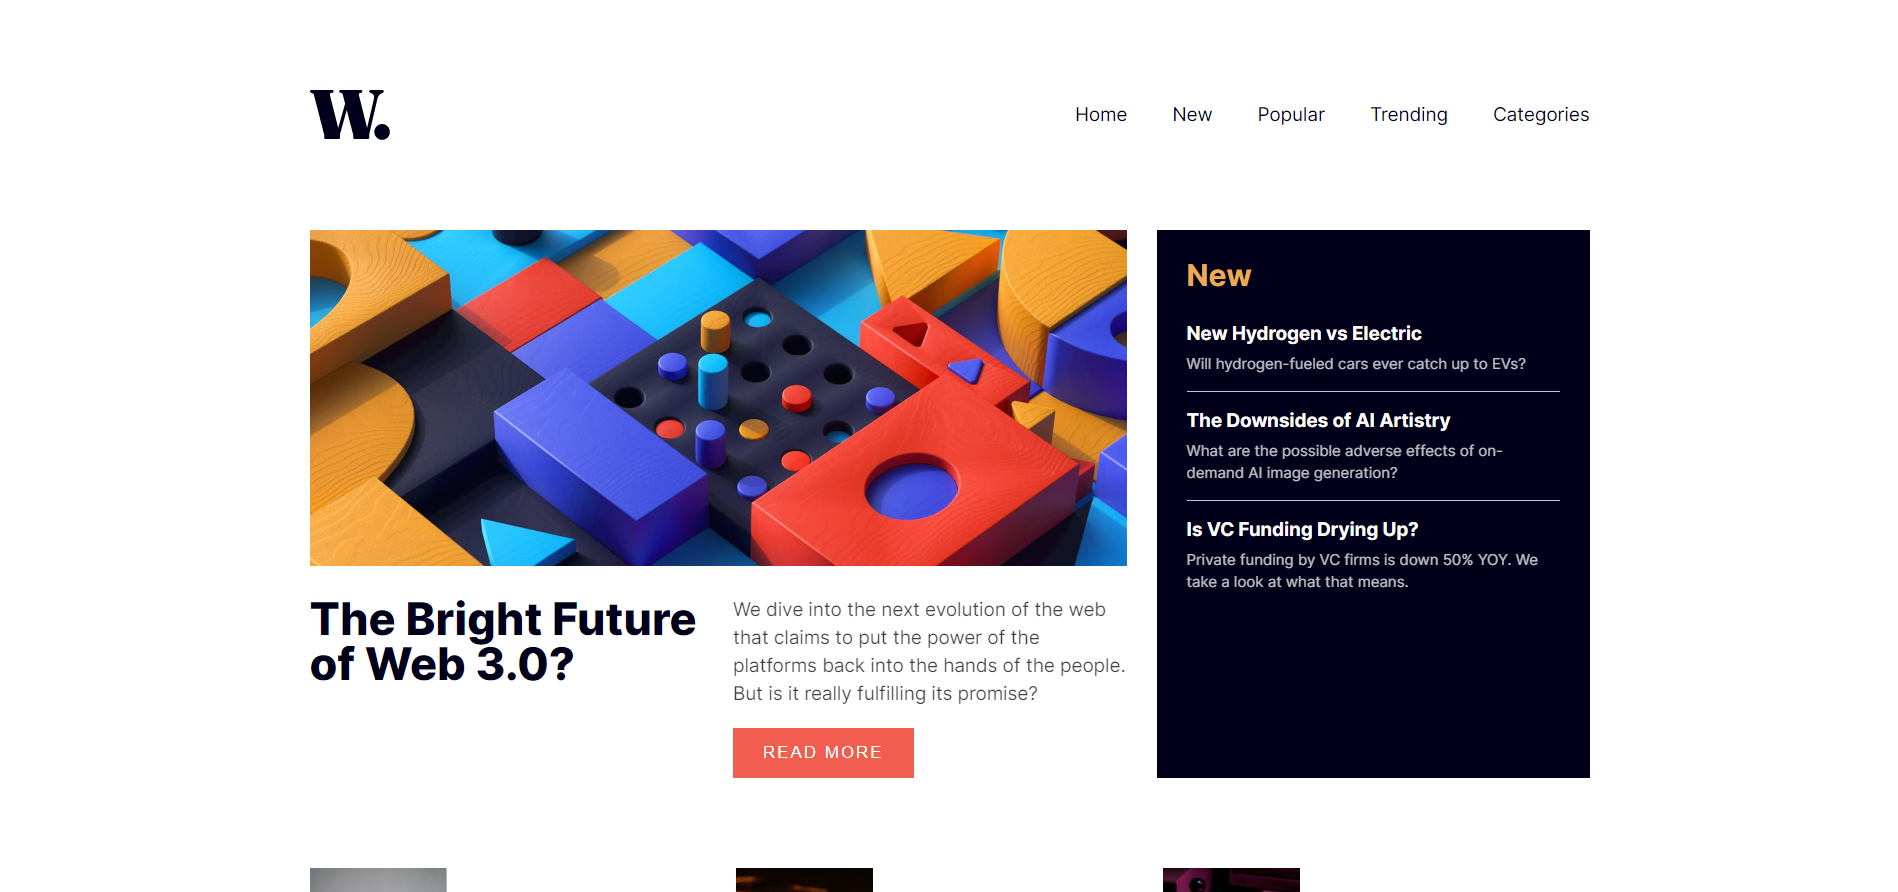 W.
Home New Popular Trending Categories
The Bright Future
of Web 3.0?
We dive into the next evolution of the web
that claims to put the power of the
platforms back into the hands of the people.
But is it really fulfilling its promise?
READ MORE
New
New Hydrogen vs Electric
Will hydrogen-fueled cars ever catch up to EVs?
The Downsides of AI Artistry
What are the possible adverse effects of on-
demand AI image generation?
Is VC Funding Drying Up?
Private funding by VC firms is down 50% YOY. We
take a look at what that means.